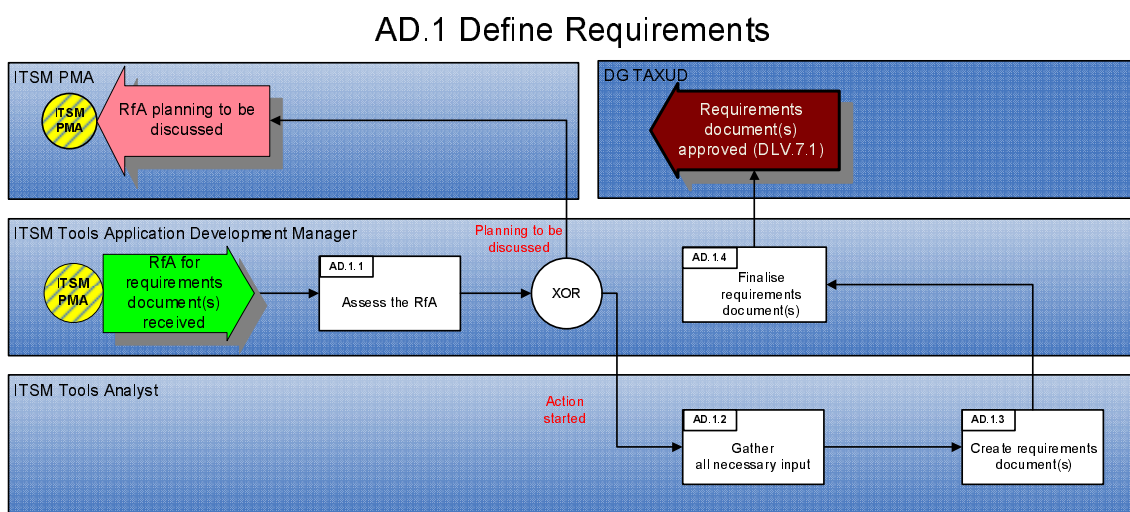 AD.1 Define Requirements
ITSM PMA
ITSM
PMA
RfA planning to be
discussed
DG TAXUD
Requirements
document(s)
approved (DLV.7.1)
ITSM Tools Application Development Manager
ITSM
PMA
RfA for
requirements
document(s)
received
AD.1.1
Assess the RfA
Planning to be
discussed
XOR
AD.1.4
Finalise
requirements
document(s)
ITSM Tools Analyst
Action
started
AD.1.2
Gather
all necessary input
AD.1.3
Create requirements
document(s)